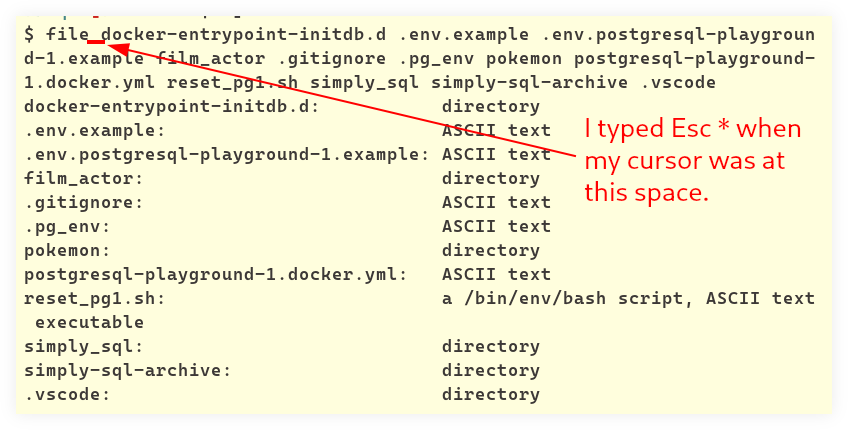 $ file docker-entrypoint-initdb.d .env.example .env.postgresql-playgroun
d-1.example film_actor .gitignore .pg_env pokemon postgresql-playground-
1.docker.yml reset_pg1.sh simply_sql simply-sql-archive .vscode
docker-entrypoint-initdb.d: directory
.env.example: ASCII text
.env.postgresql-playground-1.example: ASCII text
film_actor: directory
.gitignore: ASCII text
.pg_env: ASCII text
pokemon: directory
postgresql-playground-1.docker.yml: ASCII text
reset_pg1.sh: a /bin/env/bash script, ASCII text
executable
simply_sql: directory
simply-sql-archive: directory
.vscode: directory
I typed Esc * when
my cursor was at
this space.